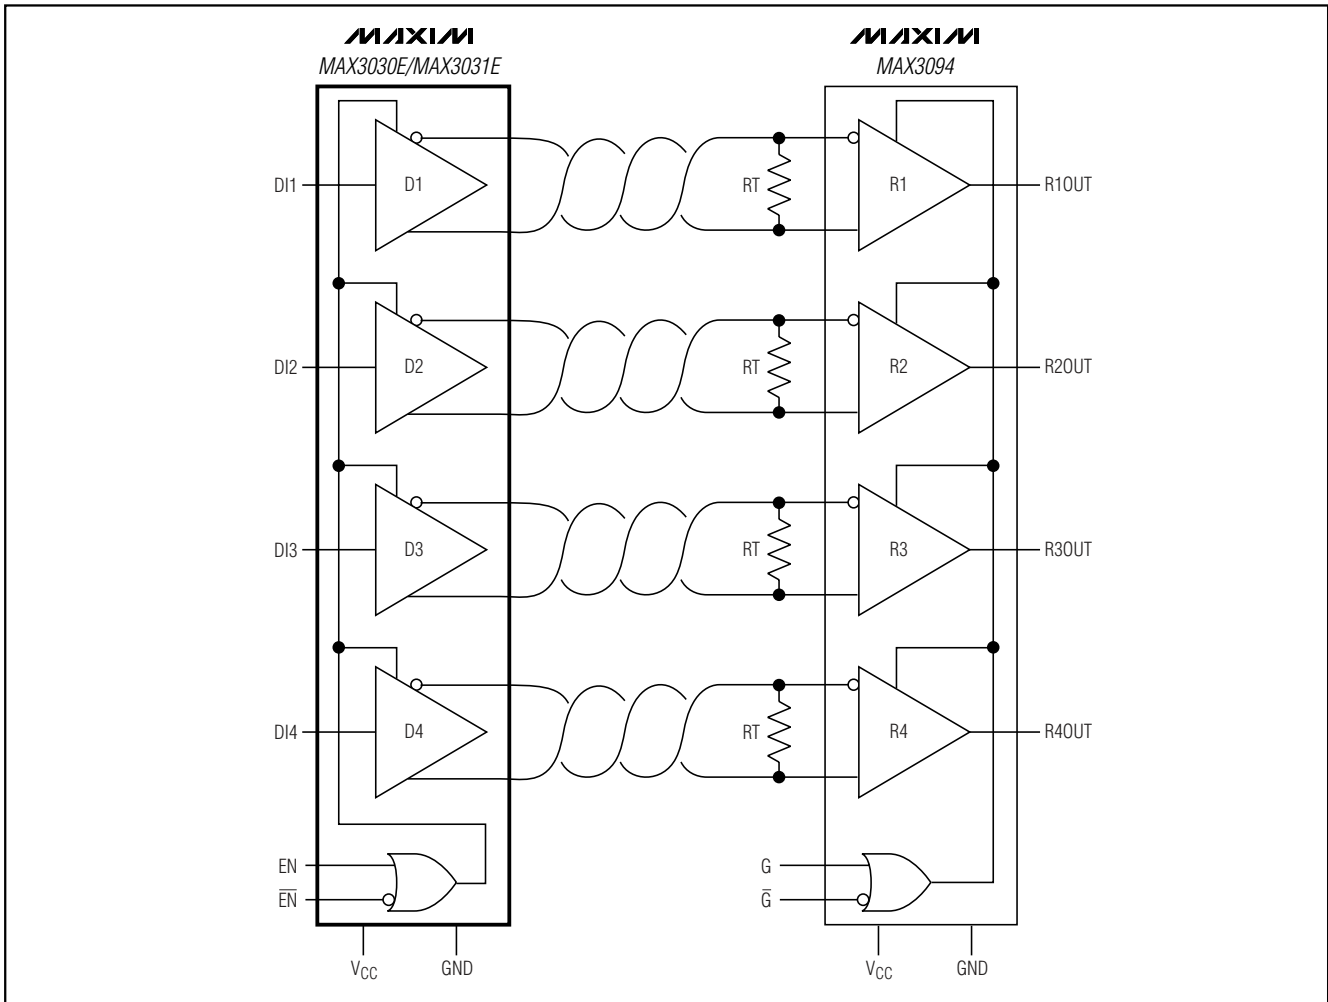 MAXIM MAXIM
MAX3030E/MAX3031E MAX3094
DI1 D1 RT R1 R1OUT
DI2 D2 RT R2 R2OUT
DI3 D3 RT R3 R3OUT
DI4 D4 RT R4 R4OUT
EN G
E̅N̅ G̅
VCC GND VCC GND